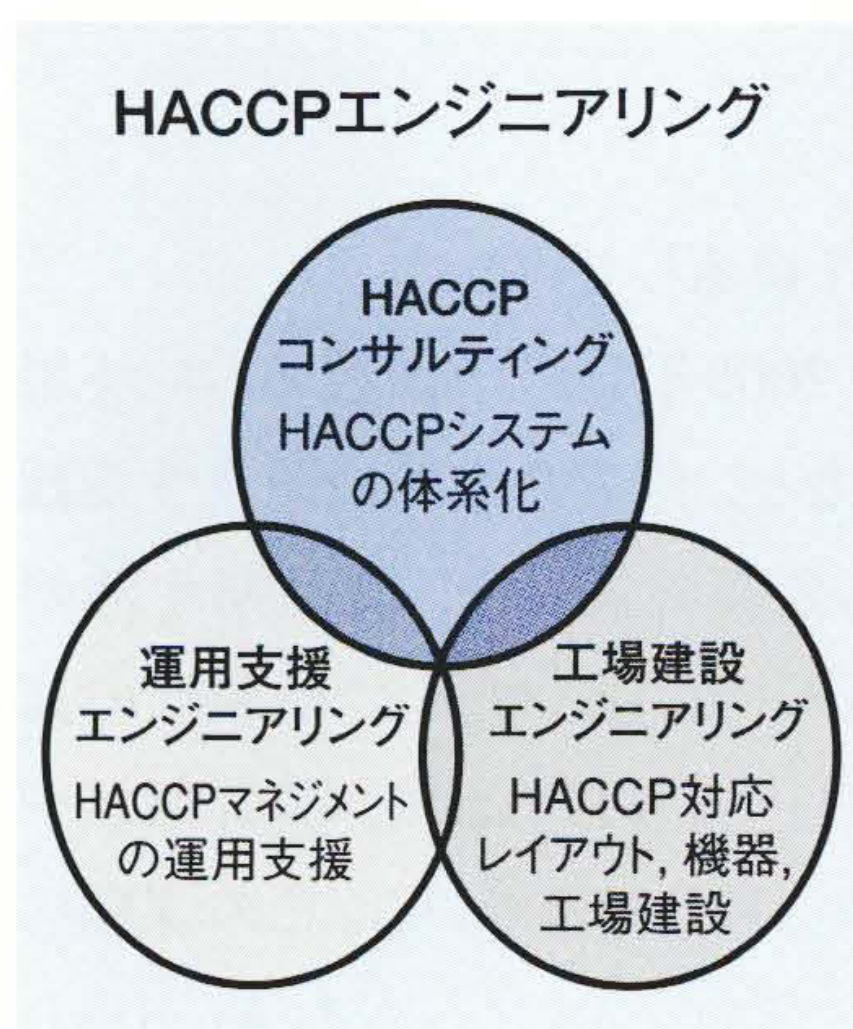 HACCPエンジニアリング
HACCP
コンサルティング
HACCPシステム
の体系化
運用支援
エンジニアリング
HACCPマネジメント
の運用支援
工場建設
エンジニアリング
HACCP対応
レイアウト, 機器,
工場建設